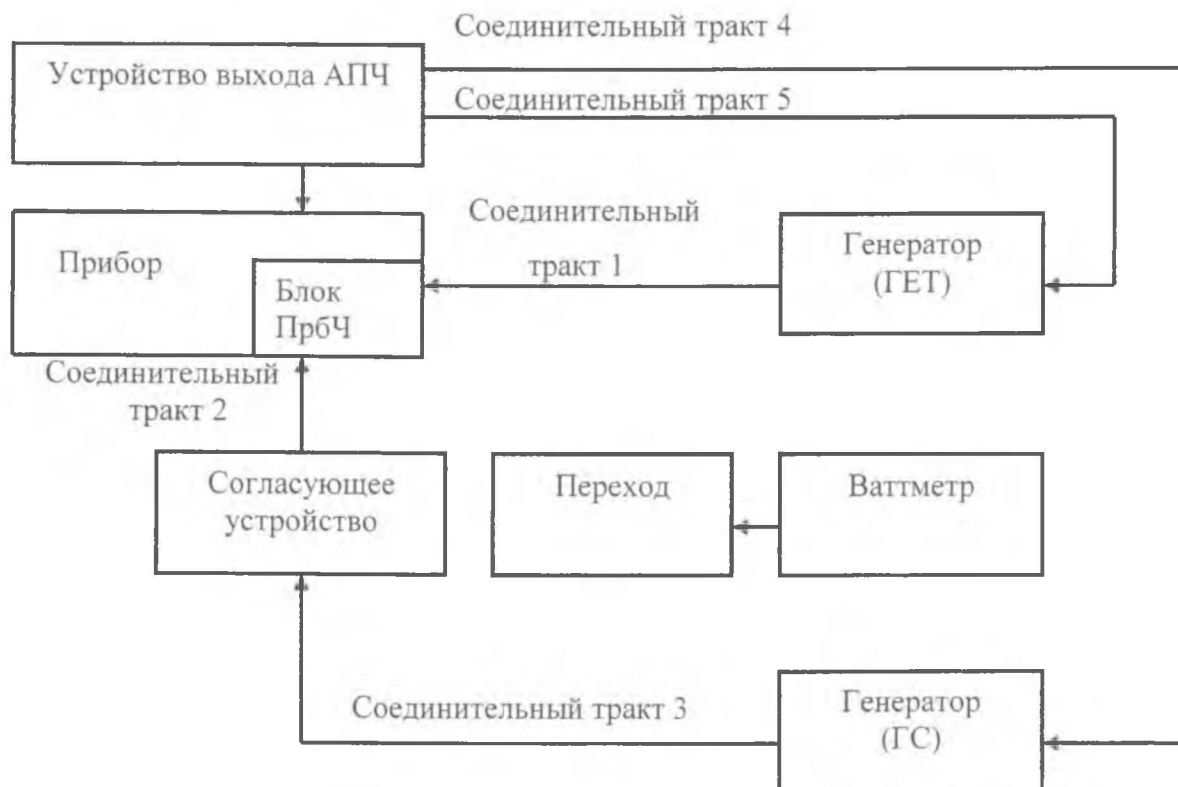 Соединительный тракт 4
Устройство выхода АПЧ
Соединительный тракт 5
Соединительный
тракт 1
Генератор
(ГЕТ)
Прибор
Блок
ПрбЧ
Соединительный
тракт 2
Согласующее
устройство
Переход
Ваттметр
Соединительный тракт 3
Генератор
(ГС)